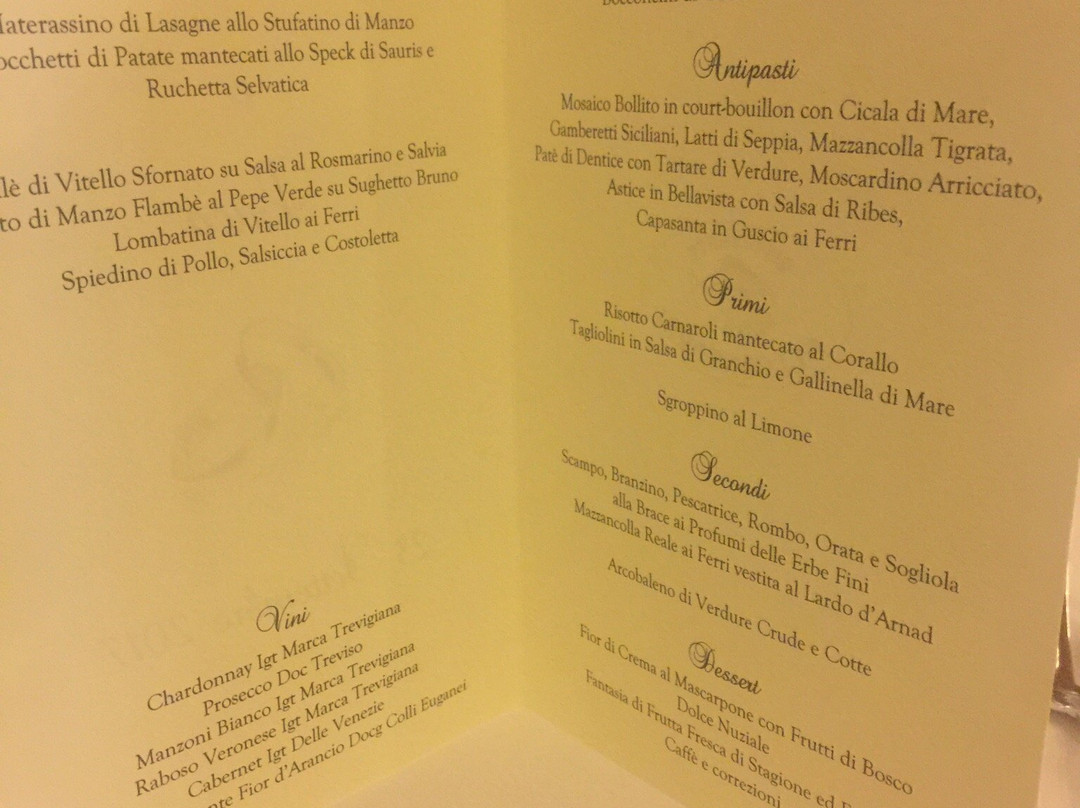 di Lasagne allo Stufatino di Manzo
di Patate mantecati allo Speck di Sauris e
Ruchetta Selvatica
di Vitello Sfornato su Salsa al Rosmarino e Salvia
di Manzo Flambè al Pepe Verde su Sughetto Bruno
Lombatina di Vitello ai Ferri
Spiedino di Pollo, Salsiccia e Costoletta
Vini
Chardonnay Igt Marca Trevigiana
Prosecco Doc Treviso
Manzoni Bianco Igt Marca Trevigiana
Raboso Veronese Igt Marca Trevigiana
Cabernet Igt Delle Venezie
Fior d'Arancio Docg Colli Euganei
Antipasti
Mosaico Bollito in court-bouillon con Cicala di Mare,
Gamberetti Siciliani, Latti di Seppia, Mazzancolla Tigrata,
Patè di Dentice con Tartare di Verdure, Moscardino Arricciato,
Astice in Bellavista con Salsa di Ribes,
Capasanta in Guscio ai Ferri
Primi
Risotto Carnaroli mantecato al Corallo
Tagliolini in Salsa di Granchio e Gallinella di Mare
Sgroppino al Limone
Secondi
Scampo, Branzino, Pescatrice, Rombo, Orata e Sogliola
alla Brace ai Profumi delle Erbe Fini
Mazzancolla Reale ai Ferri vestita al Lardo d'Arnad
Arcobaleno di Verdure Crude e Cotte
Dessert
Fior di Crema al Mascarpone con Frutti di Bosco
Dolce Nuziale
Fantasia di Frutta Fresca di Stagione ed
Caffè e correzioni